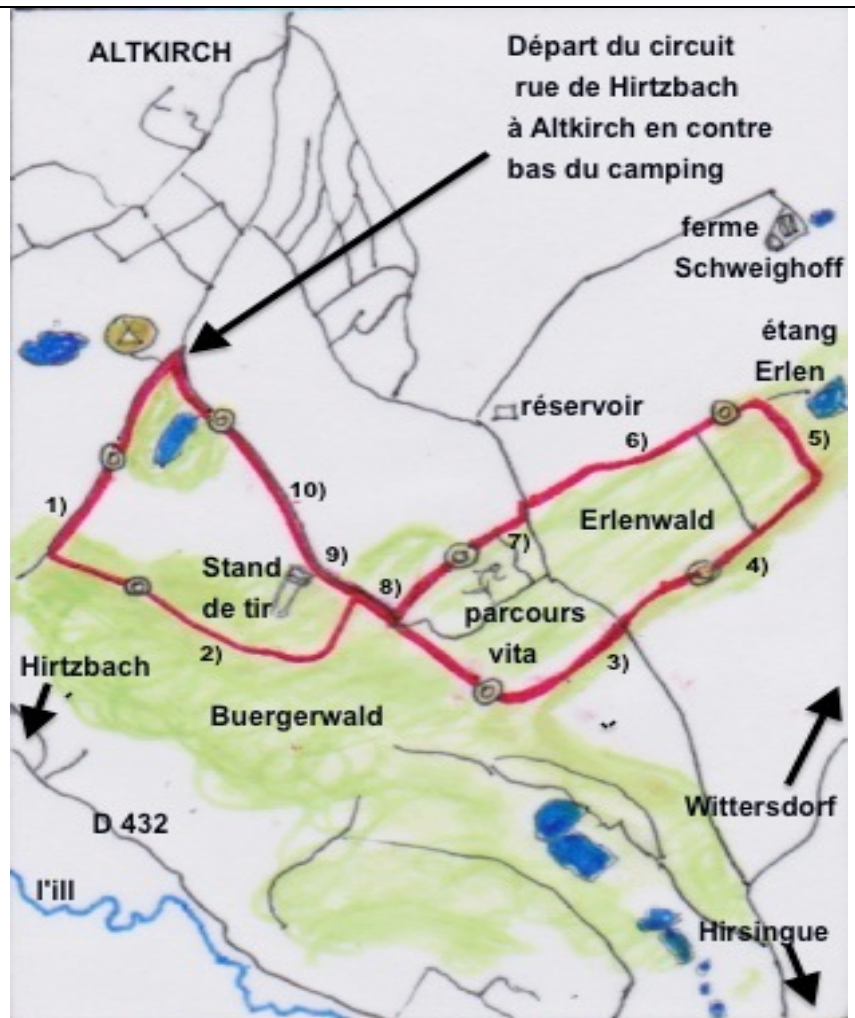 ALTKIRCH
Départ du circuit
rue de Hirtzbach
à Altkirch en contre
bas du camping
ferme
Schweighoff
étang
Erlen
réservoir
6)
5)
1)
10)
Erlenwald
7)
9)
Stand
de tir
8)
4)
parcours
vita
2)
3)
Hirtzbach
Buergerwald
Wittersdorf
D 432
l'ill
Hirsingue